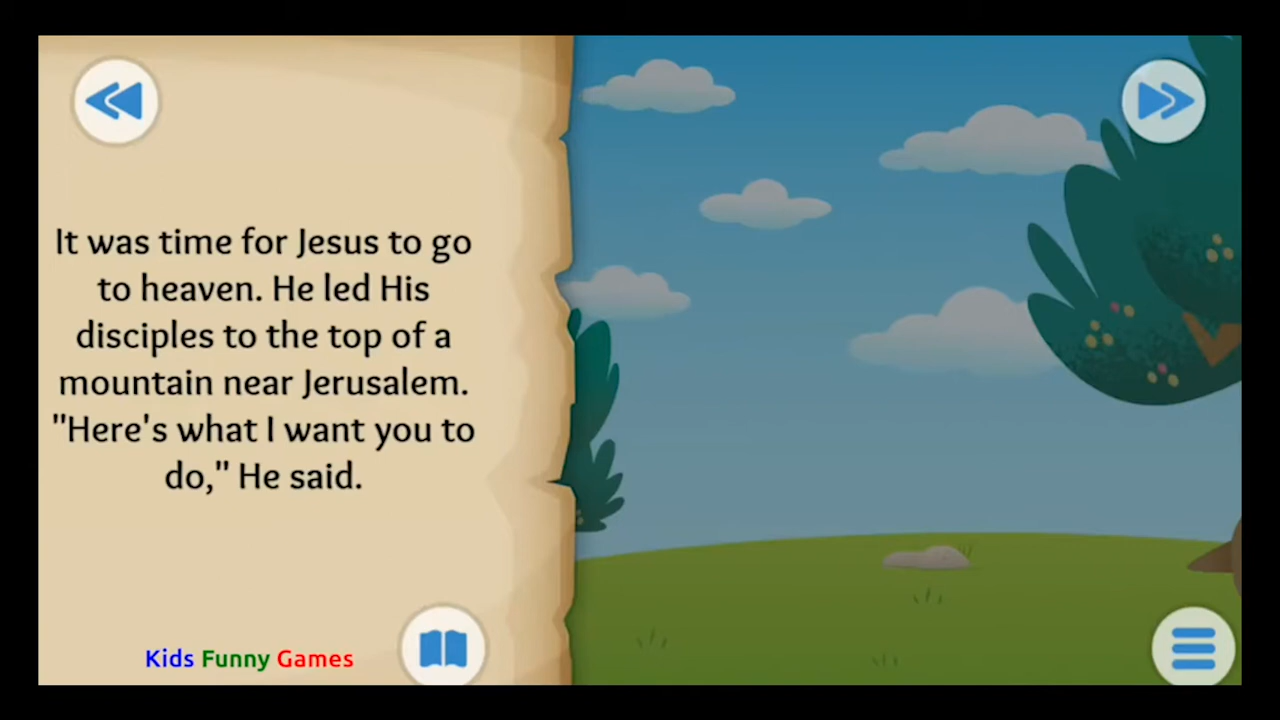 It was time for Jesus to go
to heaven. He led His
disciples to the top of a
mountain near Jerusalem.
"Here's what I want you to
do," He said.
Kids Funny Games